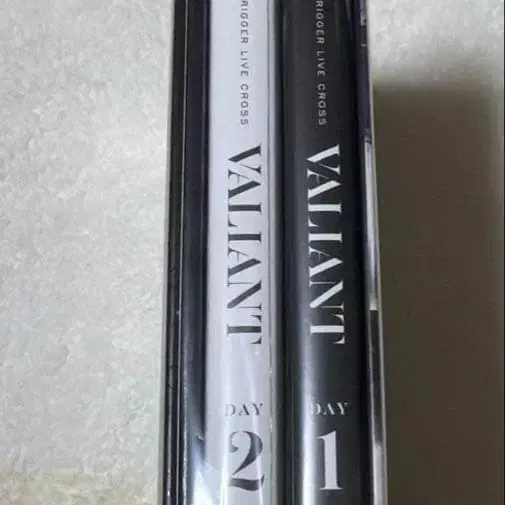 RIGGER LIVE CROSS
VALIANT
DAY
2
RIGGER LIVE CROSS
VALIANT
DAY
1